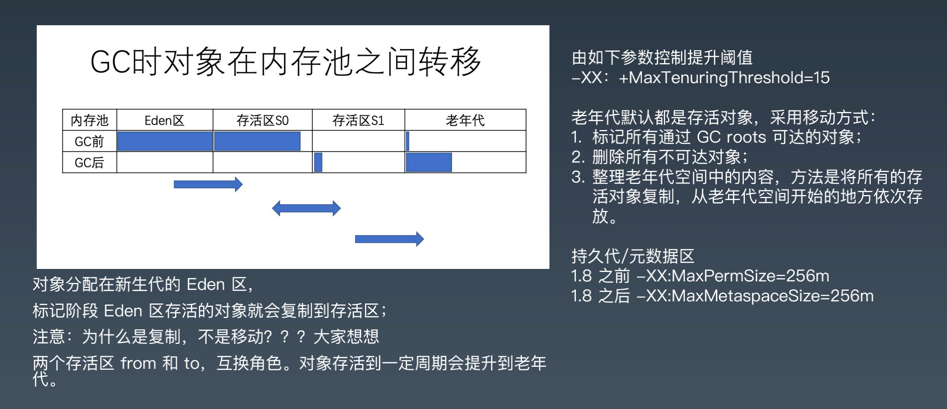 GC时对象在内存池之间转移
内存池 Eden区 存活区S0 存活区S1 老年代
GC前
GC后
对象分配在新生代的 Eden 区，
标记阶段 Eden 区存活的对象就会复制到存活区；
注意：为什么是复制，不是移动？？？大家想想
两个存活区 from 和 to，互换角色。对象存活到一定周期会提升到老年
代。
由如下参数控制提升阈值
-XX：+MaxTenuringThreshold=15
老年代默认都是存活对象，采用移动方式：
1. 标记所有通过 GC roots 可达的对象；
2. 删除所有不可达对象；
3. 整理老年代空间中的内容，方法是将所有的存
活对象复制，从老年代空间开始的地方依次存
放。
持久代/元数据区
1.8 之前 -XX:MaxPermSize=256m
1.8 之后 -XX:MaxMetaspaceSize=256m